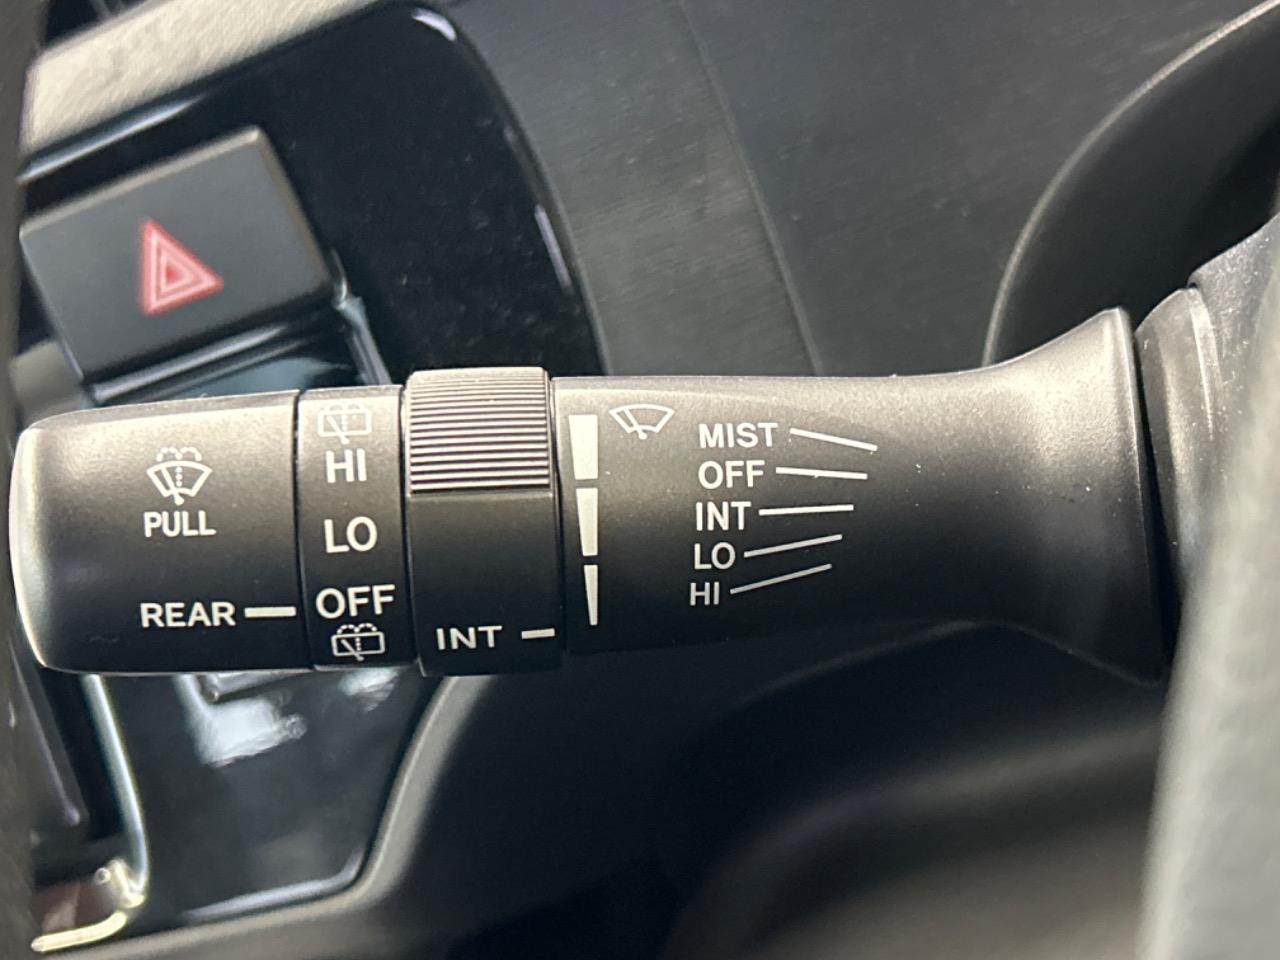 PULL
REAR
HI
LO
OFF
INT
MIST
OFF
INT
LO
HI